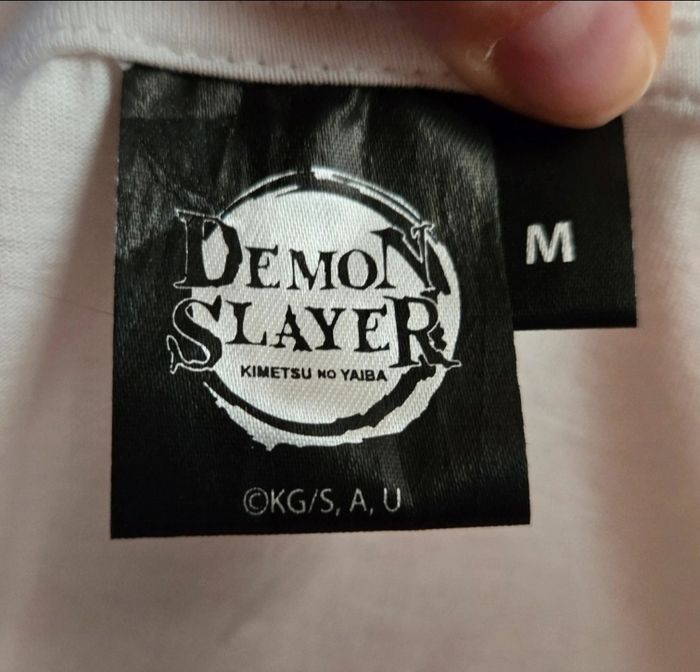 DEMON
SLAYER
KIMETSU NO YAIBA
©KG/S, A, U
M